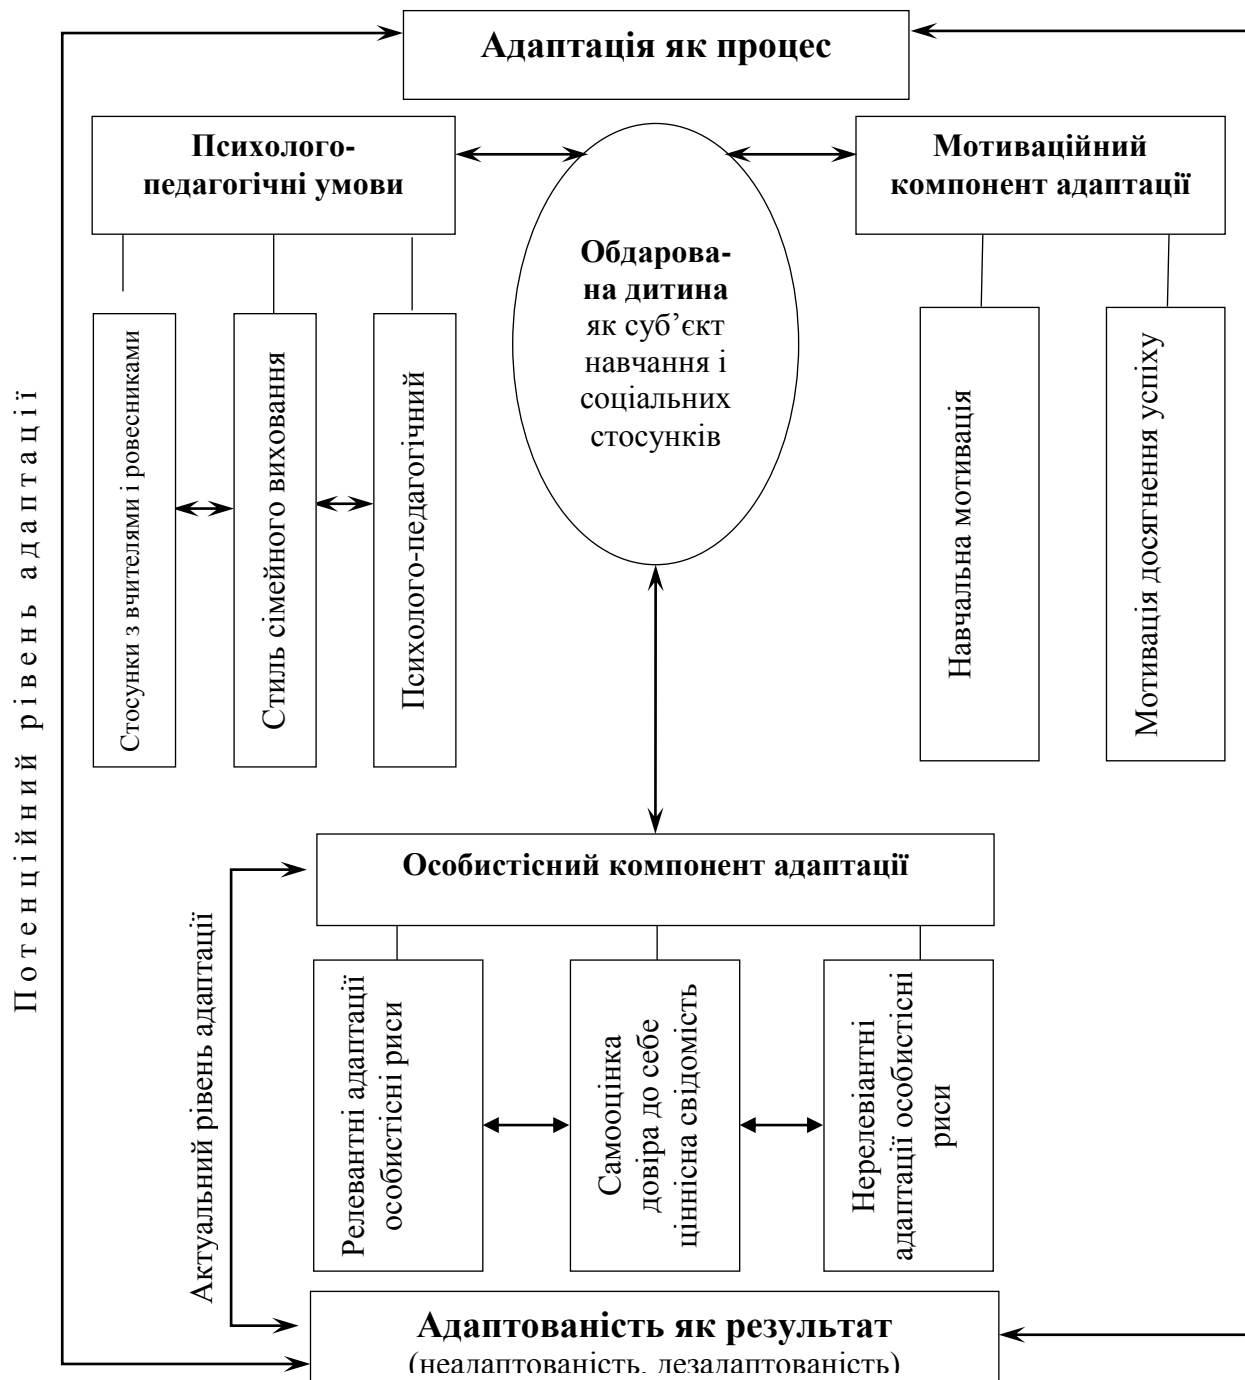 Адаптація як процес
Психолого-
педагогічні умови
Мотиваційний
компонент адаптації
Обдарова-
на дитина
як суб’єкт
навчання і
соціальних
стосунків
Потенційний рівень адаптації
Стосунки з вчителями і ровесниками
Стиль сімейного виховання
Психолого-педагогічний
Навчальна мотивація
Мотивація досягнення успіху
Особистісний компонент адаптації
Актуальний рівень адаптації
Релевантні адаптації
особистісні риси
Самооцінка
довіра до себе
ціннісна свідомість
Нерелевіантні
адаптації особистісні
риси
Адаптованість як результат
(неадаптованість, дезадаптованість)